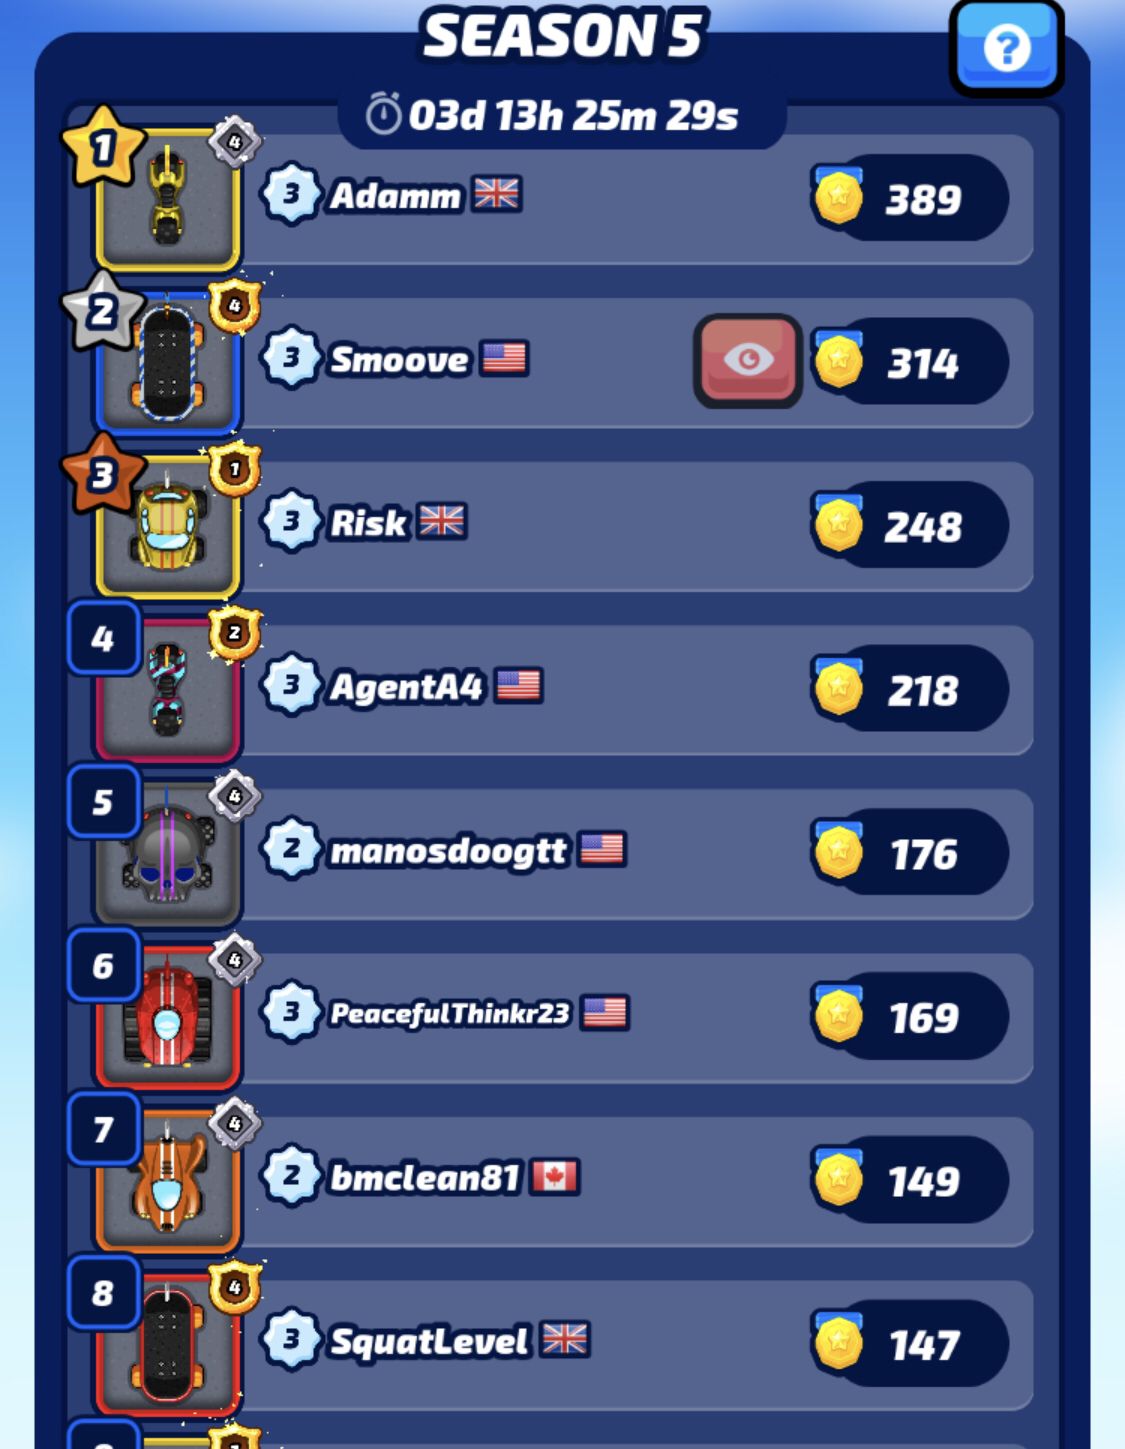 SEASON 5
?
03d 13h 25m 29s
1 4 3 Adamm 389
2 4 3 Smoove 314
3 1 3 Risk 248
4 2 3 AgentA4 218
5 4 2 manosdoogtt 176
6 4 3 PeacefulThinkr23 169
7 4 2 bmclean81 149
8 4 3 SquatLevel 147